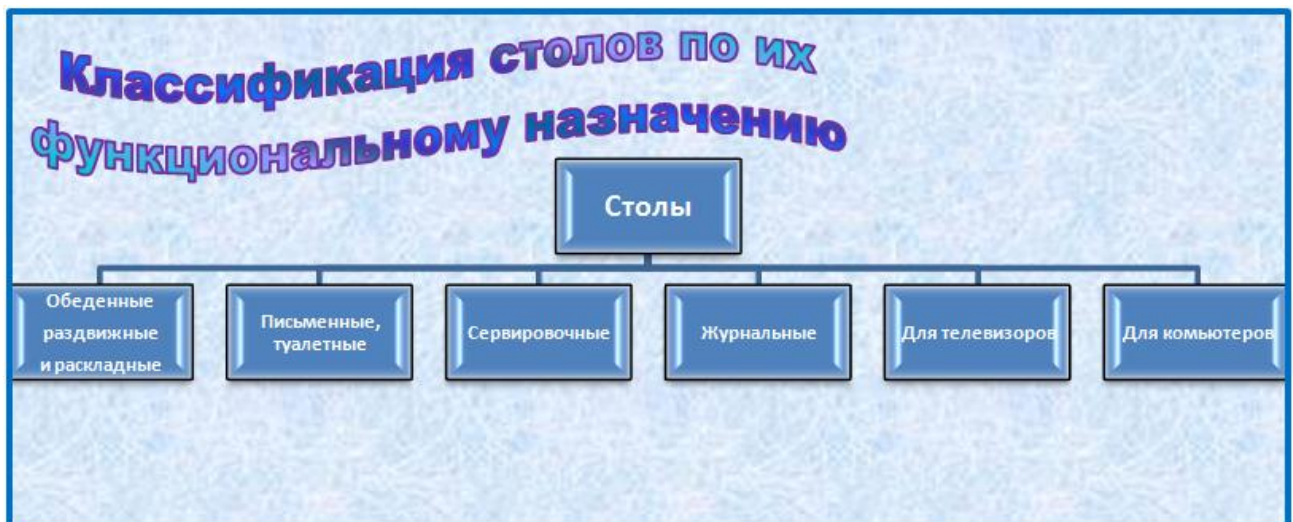 Классификация столов по их
функциональному назначению
Столы
Обеденные
раздвижные
и раскладные
Письменные,
туалетные
Сервировочные
Журнальные
Для телевизоров
Для комьютеров